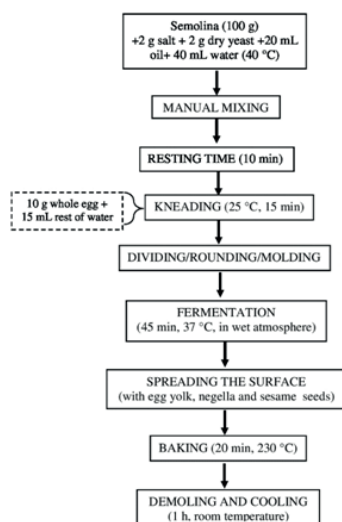 Semolina (100 g)
+2 g salt + 2 g dry yeast +20 mL
oil+ 40 mL water (40 °C)
MANUAL MIXING
RESTING TIME (10 min)
10 g whole egg +
15 mL rest of water
KNEADING (25 °C, 15 min)
DIVIDING/ROUNDING/MOLDING
FERMENTATION
(45 min, 37 °C, in wet atmosphere)
SPREADING THE SURFACE
(with egg yolk, negella and sesame seeds)
BAKING (20 min, 230 °C)
DEMOLING AND COOLING
(1 h, room temperature)